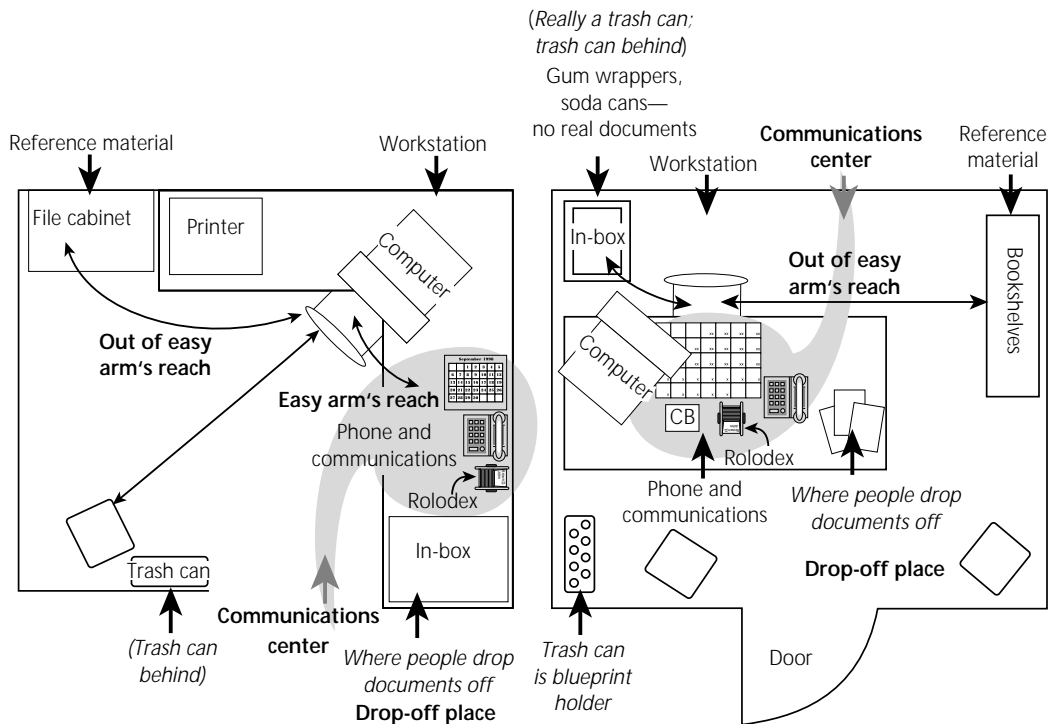 (Really a trash can;
trash can behind)
Gum wrappers,
soda cans—
no real documents
Reference material
Workstation
File cabinet
Printer
Computer
Out of easy
arm‘s reach
Easy arm's reach
September 1998
Phone and
communications
Rolodex
In-box
Trash can
(Trash can
behind)
Communications
center
Where people drop
documents off
Drop-off place
Workstation
Communications
center
Reference
material
In-box
Out of easy
arm‘s reach
Bookshelves
Computer
CB
Rolodex
Phone and
communications
Where people drop
documents off
Drop-off place
Trash can
is blueprint
holder
Door